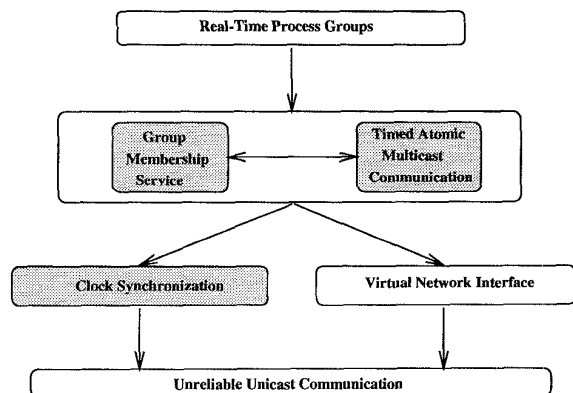 Real-Time Process Groups
Group
Membership
Service
Timed Atomic
Multicast
Communication
Clock Synchronization
Virtual Network Interface
Unreliable Unicast Communication